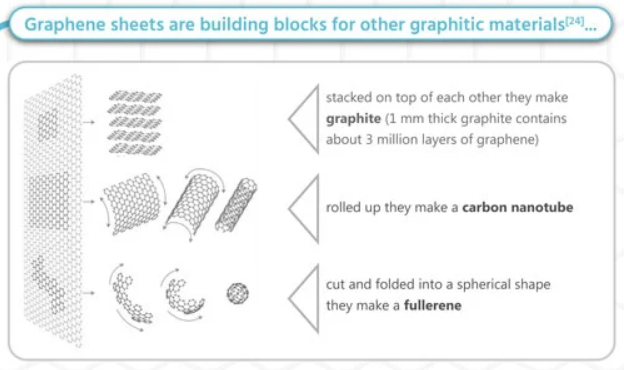 Graphene sheets are building blocks for other graphitic materials[24]...
stacked on top of each other they make
graphite (1 mm thick graphite contains
about 3 million layers of graphene)
rolled up they make a carbon nanotube
cut and folded into a spherical shape
they make a fullerene